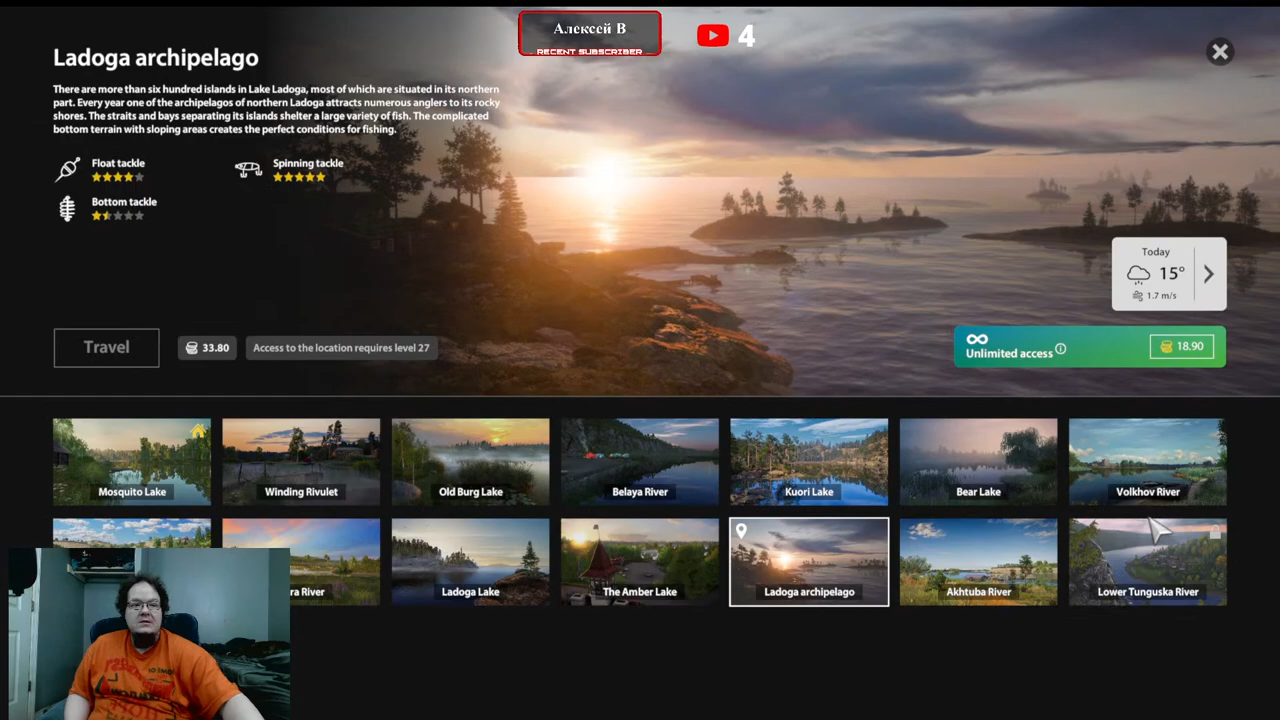 Алексей В
RECENT SUBSCRIBER
4
Ladoga archipelago
There are more than six hundred islands in Lake Ladoga, most of which are situated in its northern
part. Every year one of the archipelagos of northern Ladoga attracts numerous anglers to its rocky
shores. The straits and bays separating its islands shelter a large variety of fish. The complicated
bottom terrain with sloping areas creates the perfect conditions for fishing.
Float tackle
Spinning tackle
Bottom tackle
Today
15°
1.7 m/s
Travel
33.80
Access to the location requires level 27
Unlimited access
18.90
Mosquito Lake
Winding Rivulet
Old Burg Lake
Belaya River
Kuori Lake
Bear Lake
Volkhov River
ra River
Ladoga Lake
The Amber Lake
Ladoga archipelago
Akhtuba River
Lower Tunguska River